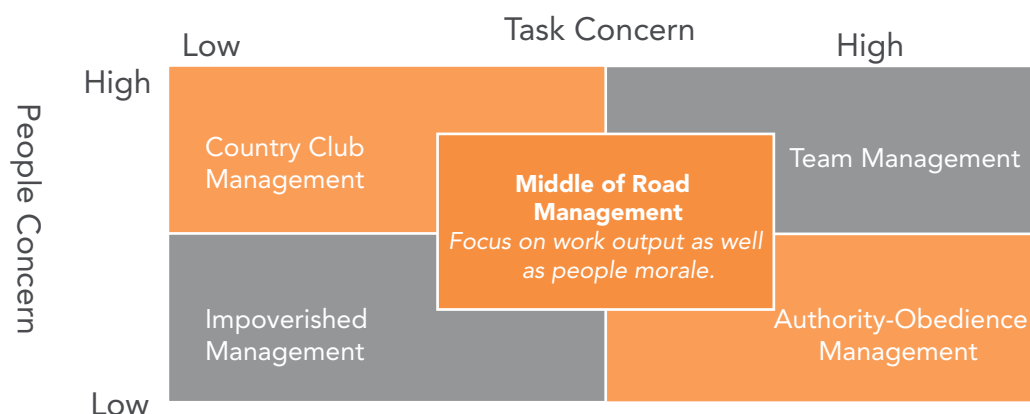 Task Concern
Low
High
High
People Concern
Country Club
Management
Team Management
Middle of Road
Management
Focus on work output as well
as people morale.
Impoverished
Management
Authority-Obedience
Management
Low